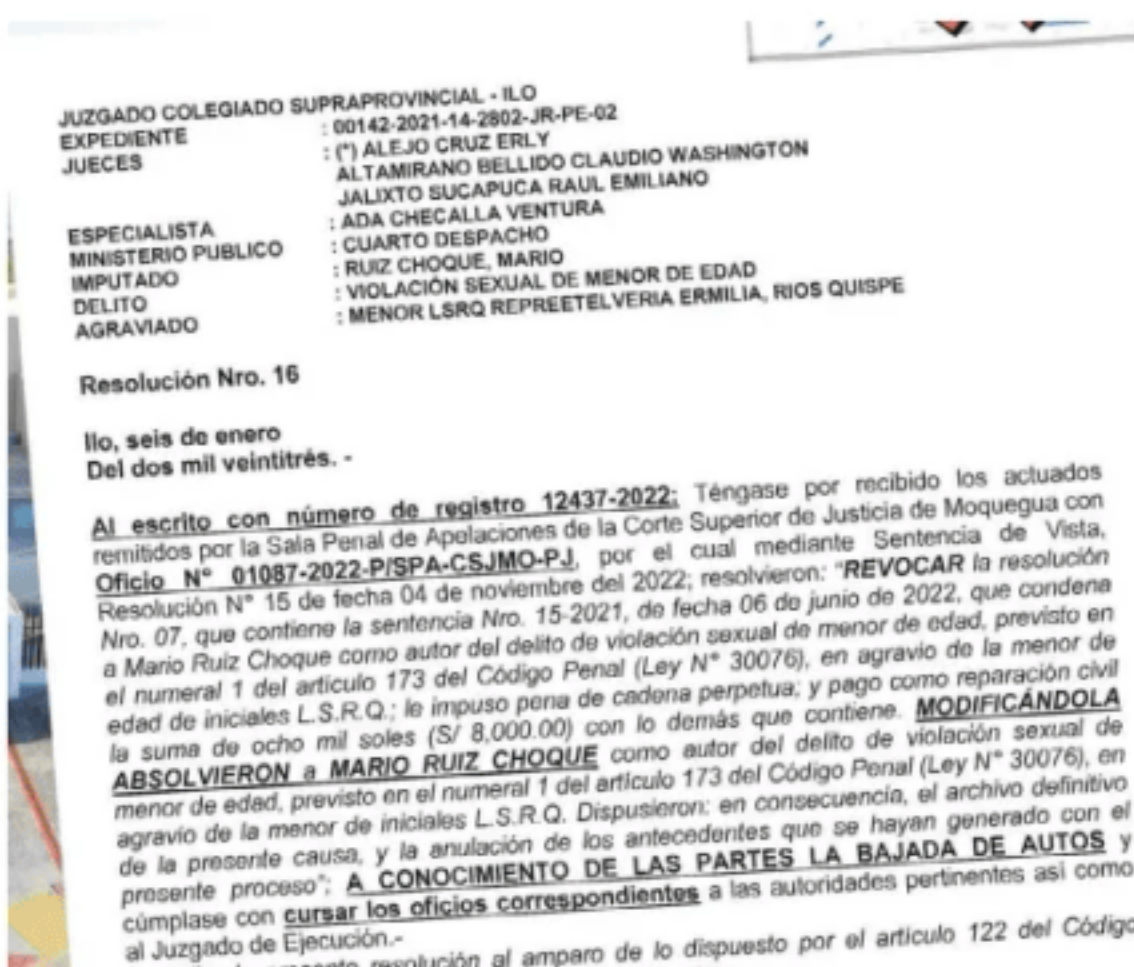 JUZGADO COLEGIADO SUPRAPROVINCIAL - ILO
EXPEDIENTE : 00142-2021-14-2802-JR-PE-02
JUECES : (*) ALEJO CRUZ ERLY
ALTAMIRANO BELLIDO CLAUDIO WASHINGTON
JALIXTO SUCAPUCA RAUL EMILIANO
ESPECIALISTA : ADA CHECALLA VENTURA
MINISTERIO PUBLICO : CUARTO DESPACHO
IMPUTADO : RUIZ CHOQUE, MARIO
DELITO : VIOLACIÓN SEXUAL DE MENOR DE EDAD
AGRAVIADO : MENOR LSRQ REPREETELVERIA ERMILIA, RIOS QUISPE
Resolución Nro. 16
Ilo, seis de enero
Del dos mil veintitrés. -
Al escrito con número de registro 12437-2022: Téngase por recibido los actuados
remitidos por la Sala Penal de Apelaciones de la Corte Superior de Justicia de Moquegua con
Oficio N° 01087-2022-P/SPA-CSJMO-PJ, por el cual mediante Sentencia de Vista,
Resolución N° 15 de fecha 04 de noviembre del 2022; resolvieron: "REVOCAR la resolución
Nro. 07, que contiene la sentencia Nro. 15-2021, de fecha 06 de junio de 2022, que condena
a Mario Ruiz Choque como autor del delito de violación sexual de menor de edad, previsto en
el numeral 1 del artículo 173 del Código Penal (Ley N° 30076), en agravio de la menor de
edad de iniciales L.S.R.Q.; le impuso pena de cadena perpetua; y pago como reparación civil
la suma de ocho mil soles (S/ 8,000.00) con lo demás que contiene. MODIFICÁNDOLA
ABSOLVIERON a MARIO RUIZ CHOQUE como autor del delito de violación sexual de
menor de edad, previsto en el numeral 1 del artículo 173 del Código Penal (Ley N° 30076), en
agravio de la menor de iniciales L.S.R.Q. Dispusieron: en consecuencia, el archivo definitivo
de la presente causa, y la anulación de los antecedentes que se hayan generado con el
presente proceso"; A CONOCIMIENTO DE LAS PARTES LA BAJADA DE AUTOS y
cúmplase con cursar los oficios correspondientes a las autoridades pertinentes así como
al Juzgado de Ejecución.-
resolución al amparo de lo dispuesto por el artículo 122 del Código